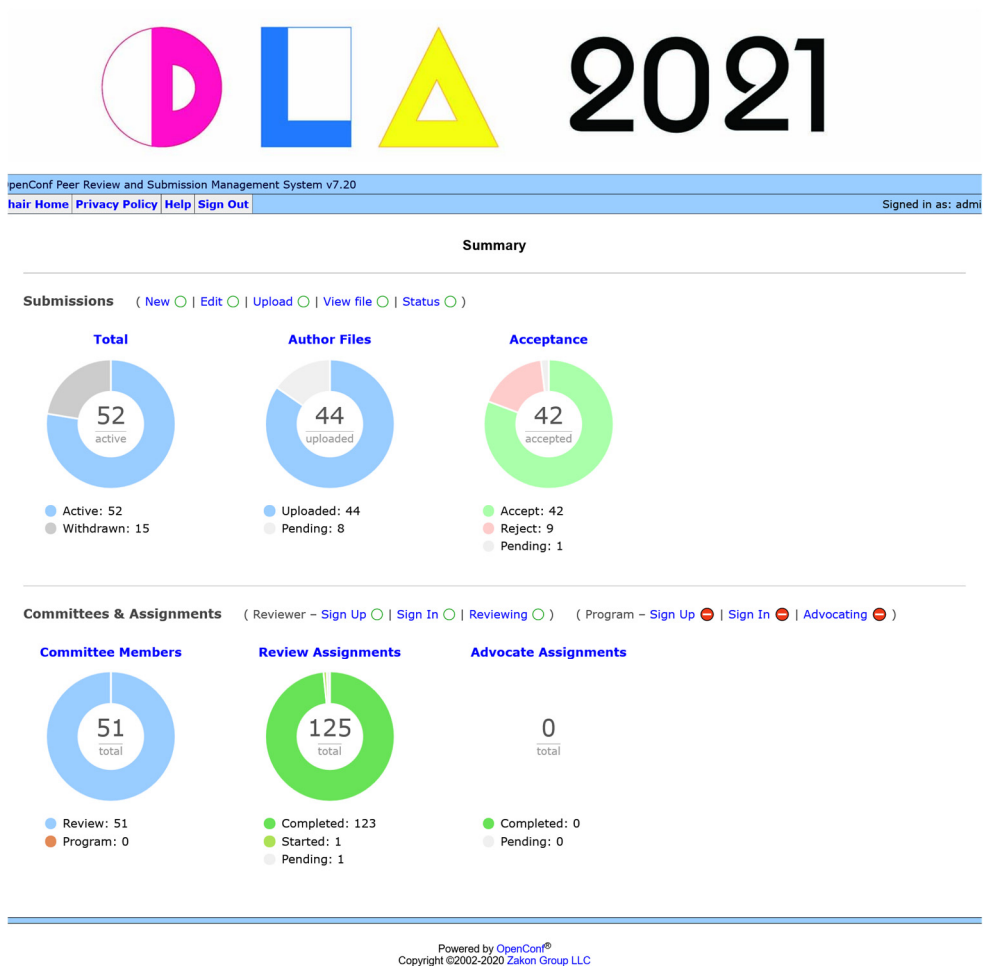 OLA 2021
penConf Peer Review and Submission Management System v7.20
hair Home Privacy Policy Help Sign Out Signed in as: admi
Summary
Submissions ( New | Edit | Upload | View file | Status )
Total Author Files Acceptance
52 44 42
active uploaded accepted
Active: 52 Uploaded: 44 Accept: 42
Withdrawn: 15 Pending: 8 Reject: 9
Pending: 1
Committees & Assignments ( Reviewer – Sign Up | Sign In | Reviewing ) ( Program – Sign Up | Sign In | Advocating )
Committee Members Review Assignments Advocate Assignments
51 125 0
total total total
Review: 51 Completed: 123 Completed: 0
Program: 0 Started: 1 Pending: 0
Pending: 1
Powered by OpenConf®
Copyright ©2002-2020 Zakon Group LLC